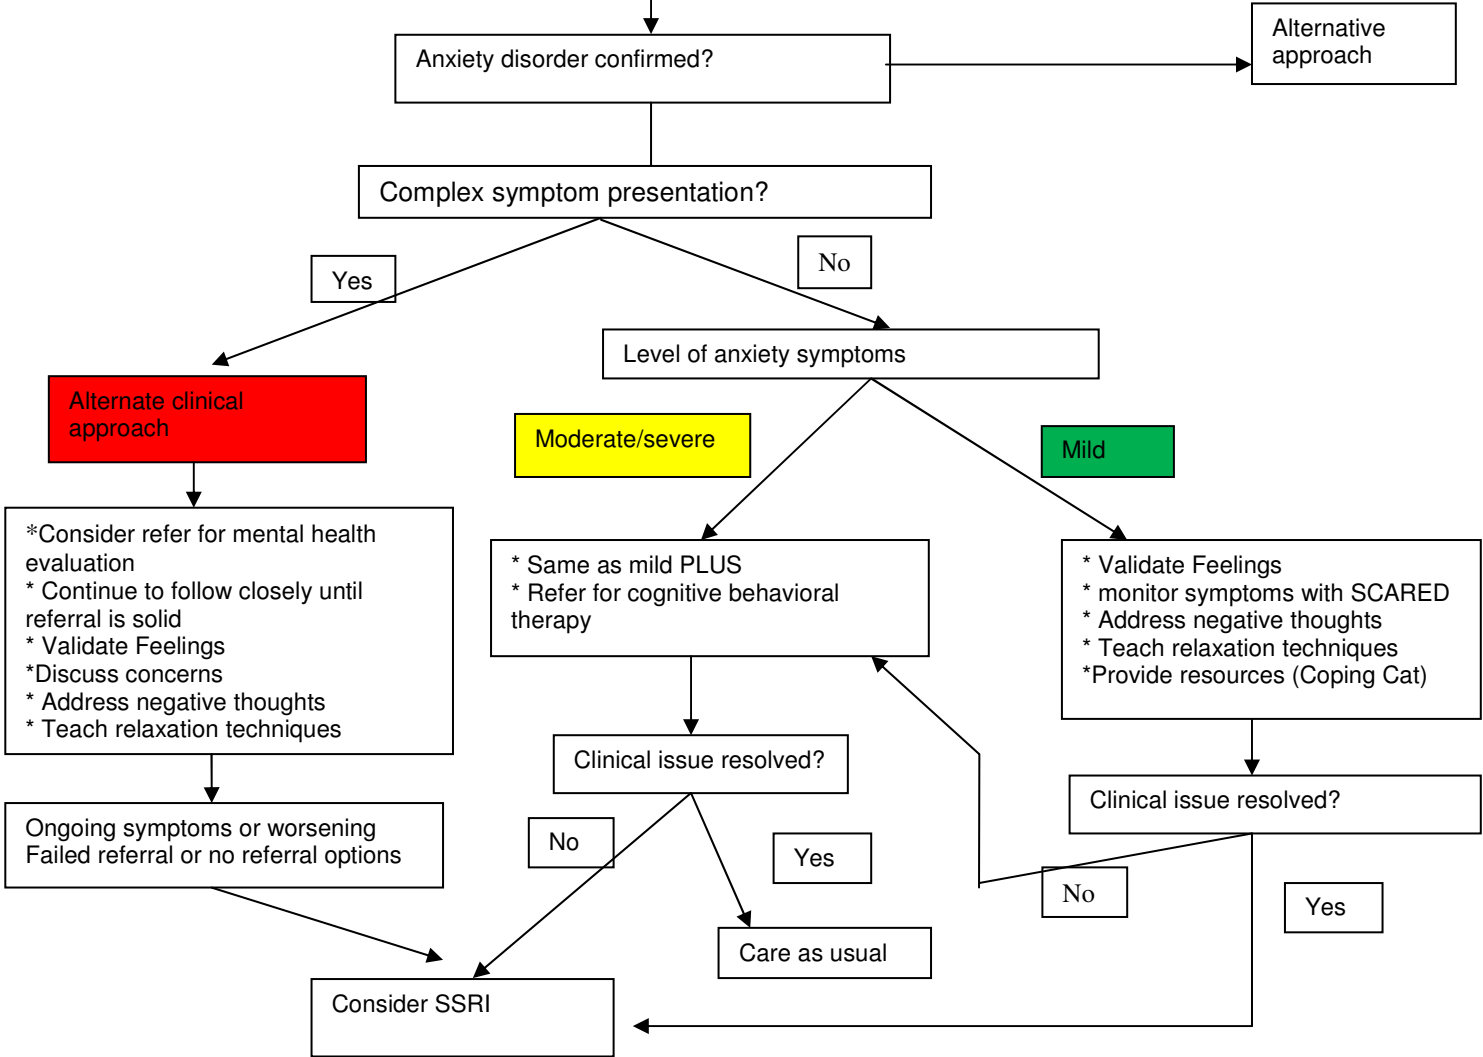 Anxiety disorder confirmed?
Alternative
approach
Complex symptom presentation?
Yes
No
Level of anxiety symptoms
Alternate clinical
approach
Moderate/severe
Mild
*Consider refer for mental health
evaluation
* Continue to follow closely until
referral is solid
* Validate Feelings
*Discuss concerns
* Address negative thoughts
* Teach relaxation techniques
* Same as mild PLUS
* Refer for cognitive behavioral
therapy
* Validate Feelings
* monitor symptoms with SCARED
* Address negative thoughts
* Teach relaxation techniques
*Provide resources (Coping Cat)
Clinical issue resolved?
Clinical issue resolved?
Ongoing symptoms or worsening
Failed referral or no referral options
No
Yes
No
Yes
Care as usual
Consider SSRI